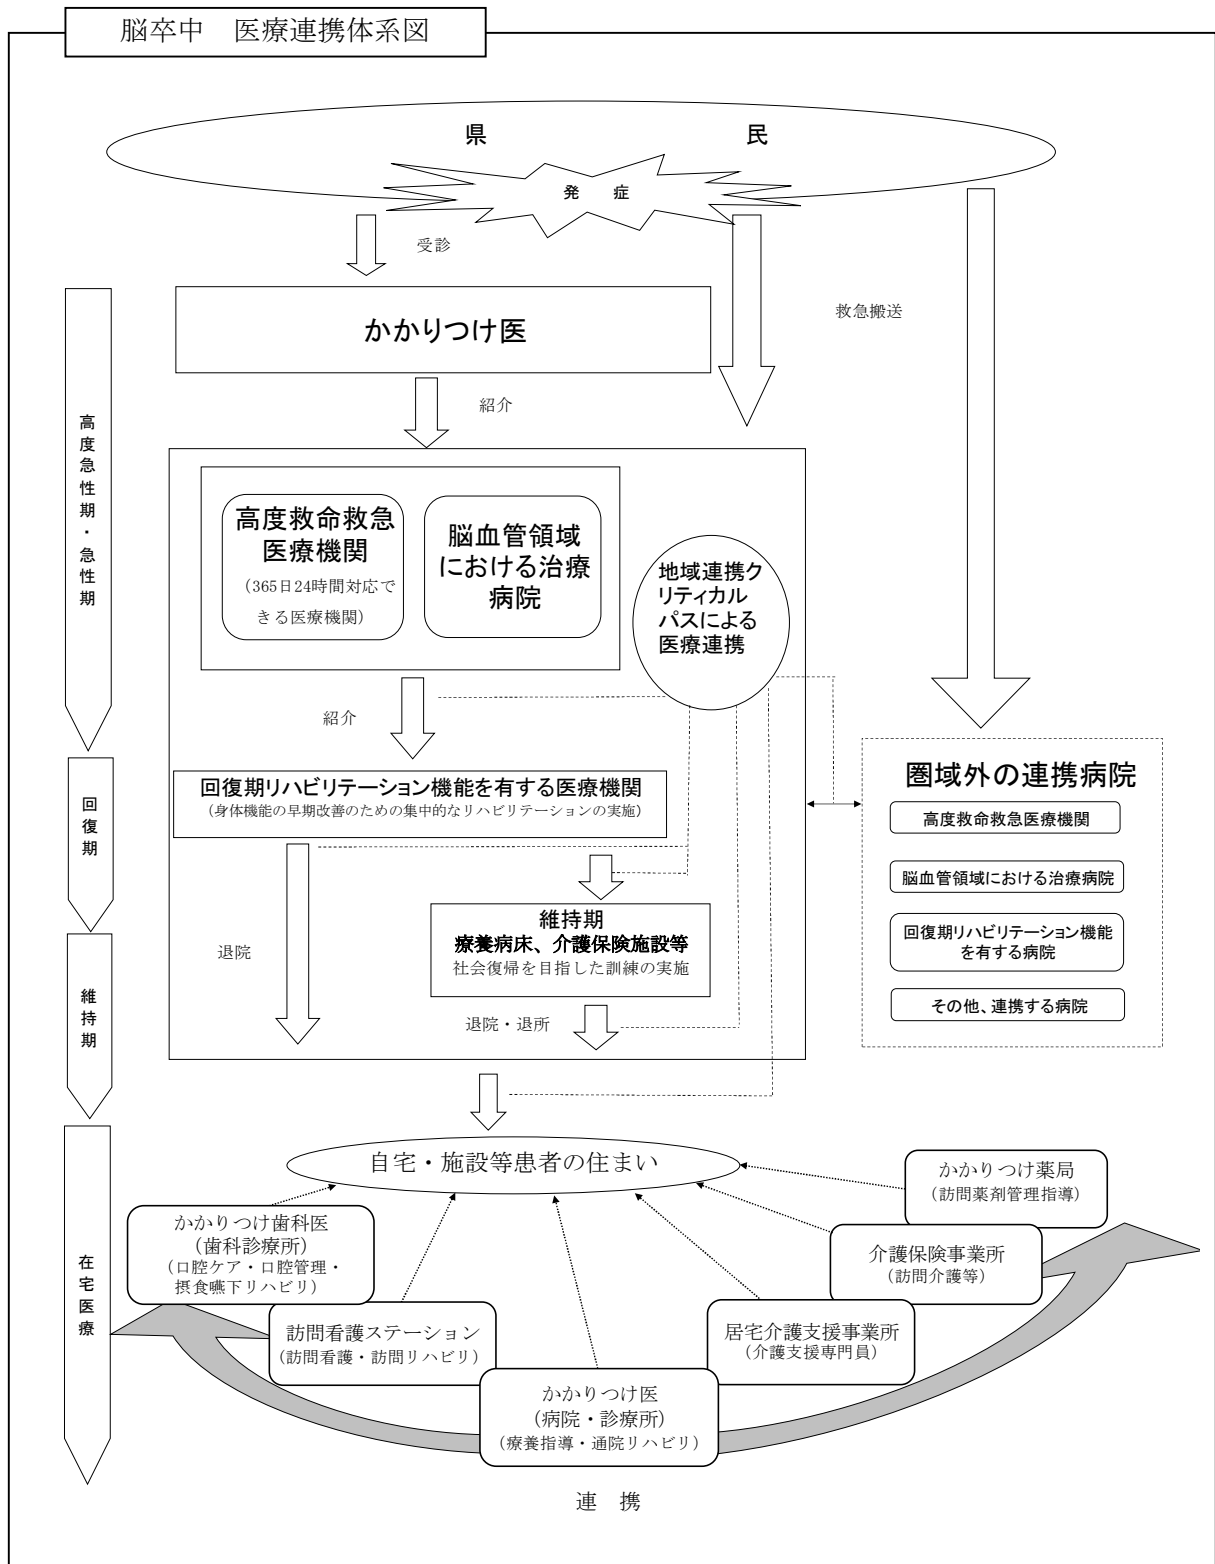 脳卒中　医療連携体系図
県　民
発　症
受診
救急搬送
かかりつけ医
紹介
高度急性期・急性期
高度救命救急
医療機関
（365日24時間対応で
きる医療機関）
脳血管領域
における治療
病院
地域連携ク
リティカル
パスによる
医療連携
紹介
回復期リハビリテーション機能を有する医療機関
（身体機能の早期改善のための集中的なリハビリテーションの実施）
回復期
圏域外の連携病院
高度救命救急医療機関
脳血管領域における治療病院
回復期リハビリテーション機能
を有する病院
その他、連携する病院
維持期
療養病床、介護保険施設等
社会復帰を目指した訓練の実施
退院
維持期
退院・退所
自宅・施設等患者の住まい
在宅医療
かかりつけ薬局
（訪問薬剤管理指導）
かかりつけ歯科医
（歯科診療所）
（口腔ケア・口腔管理・
摂食嚥下リハビリ）
介護保険事業所
（訪問介護等）
訪問看護ステーション
（訪問看護・訪問リハビリ）
居宅介護支援事業所
（介護支援専門員）
かかりつけ医
（病院・診療所）
（療養指導・通院リハビリ）
連　携